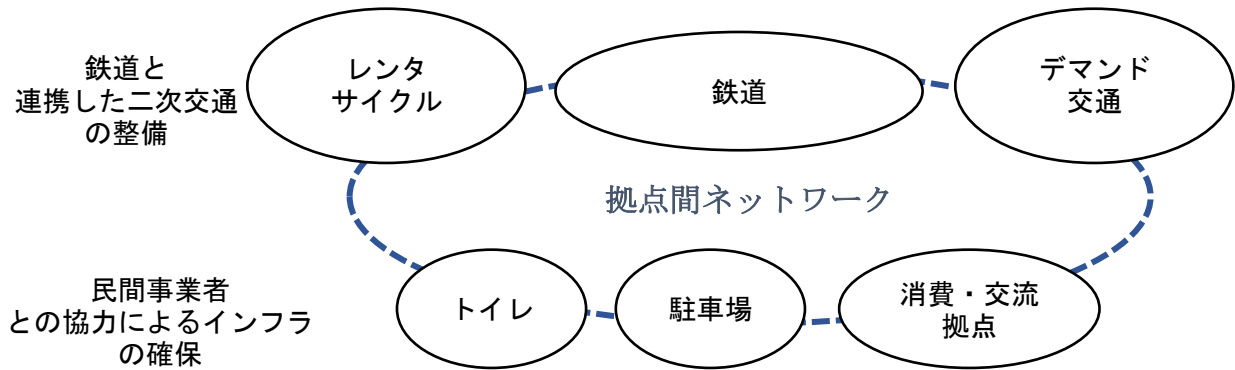 鉄道と
連携した二次交通
の整備
レンタ
サイクル
鉄道
デマンド
交通
拠点間ネットワーク
民間事業者
との協力によるインフラ
の確保
トイレ
駐車場
消費・交流
拠点